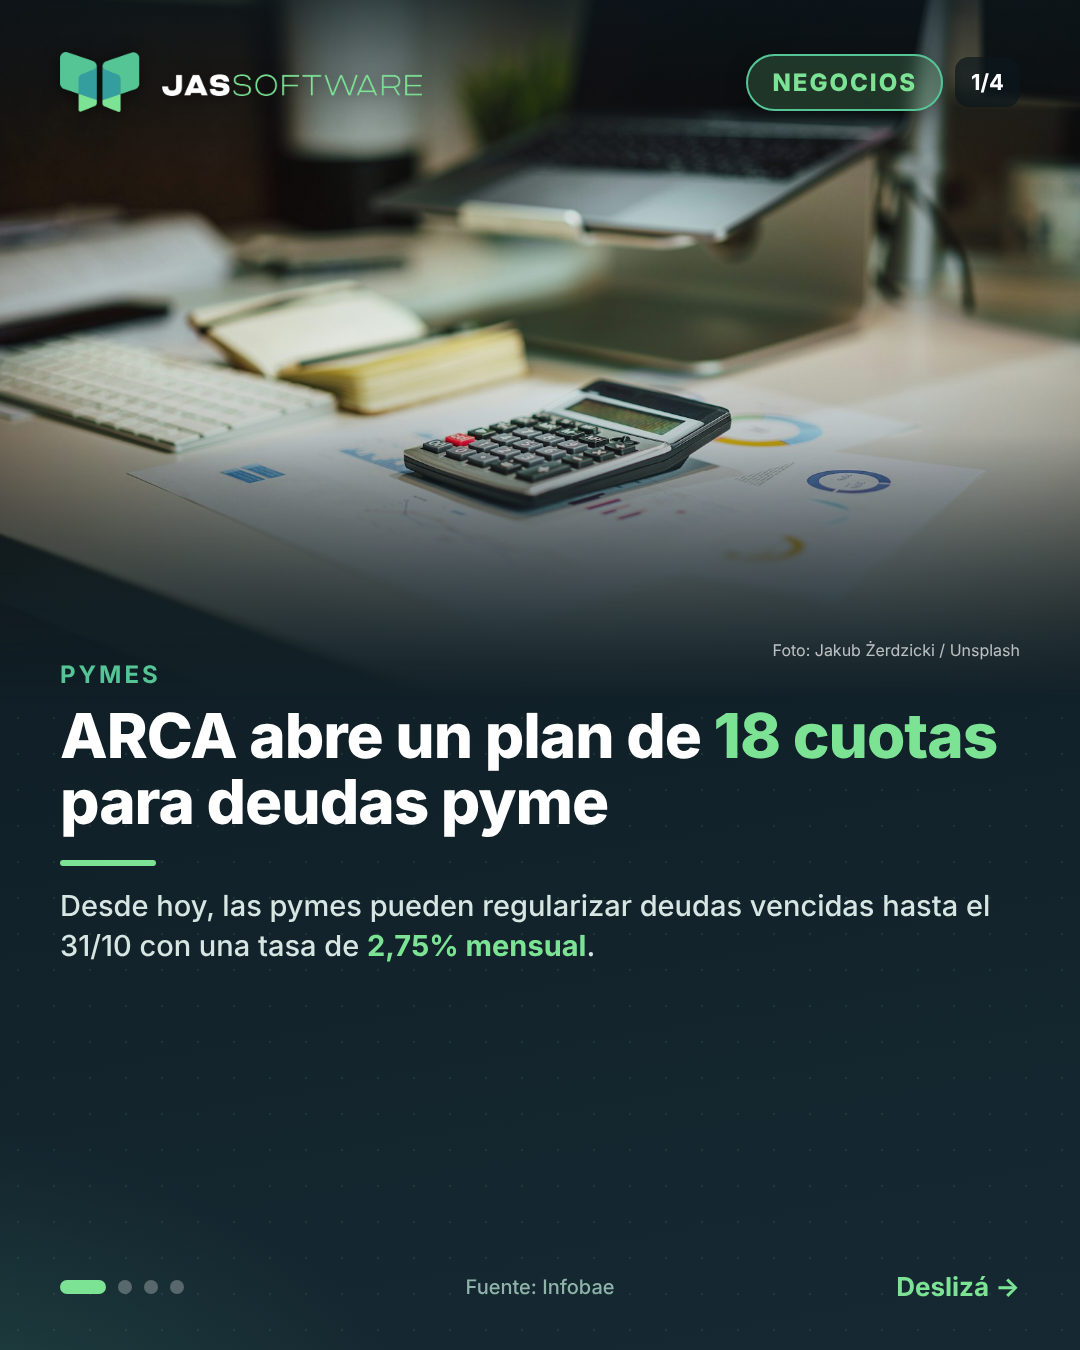 JASSOFTWARE
NEGOCIOS
1/4
Foto: Jakub Żerdzicki / Unsplash
PYMES
ARCA abre un plan de 18 cuotas
para deudas pyme
Desde hoy, las pymes pueden regularizar deudas vencidas hasta el
31/10 con una tasa de 2,75% mensual.
Fuente: Infobae
Deslizá →